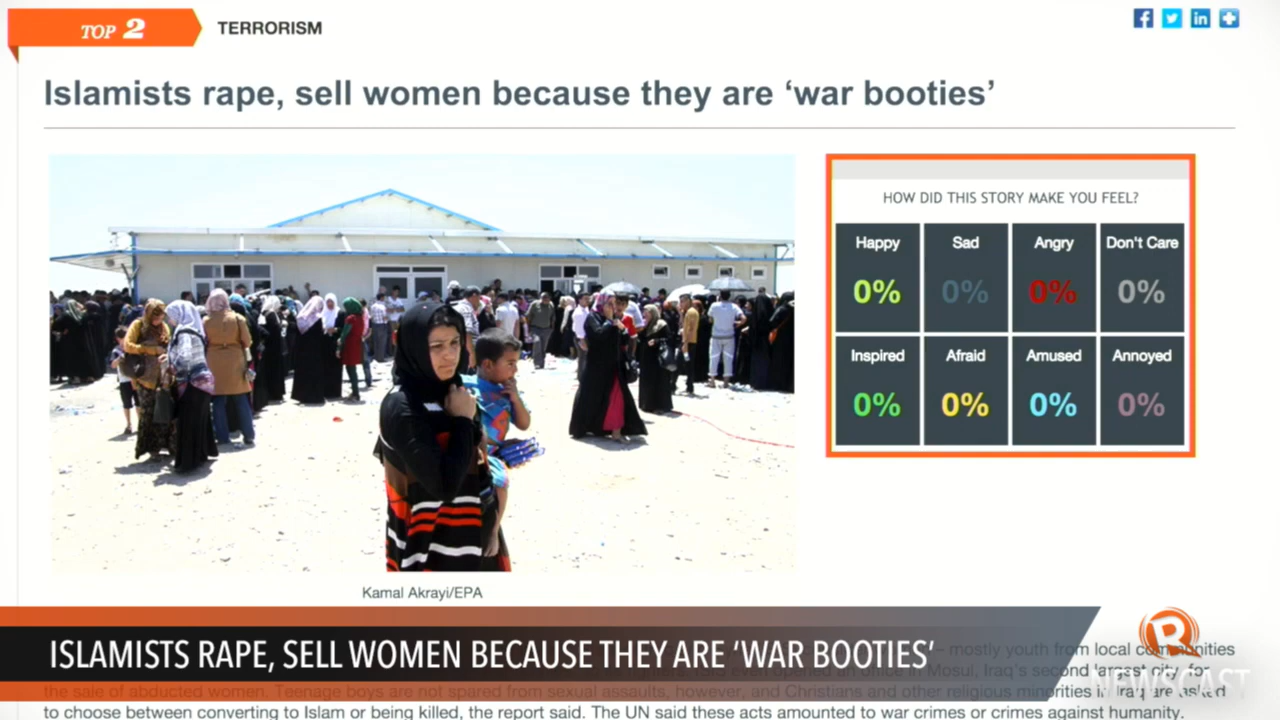 TOP 2 TERRORISM
Islamists rape, sell women because they are ‘war booties’
HOW DID THIS STORY MAKE YOU FEEL?
Happy Sad Angry Don't Care
0% 0% 0% 0%
Inspired Afraid Amused Annoyed
0% 0% 0% 0%
Kamal Akrayi/EPA
ISLAMISTS RAPE, SELL WOMEN BECAUSE THEY ARE ‘WAR BOOTIES’
– mostly youth from local communities
an office in Mosul, Iraq's second largest city for
the sale of abducted women. Teenage boys are not spared from sexual assaults, however, and Christians and other religious minorities in Iraq are asked
to choose between converting to Islam or being killed, the report said. The UN said these acts amounted to war crimes or crimes against humanity.
R
NEWSCAST